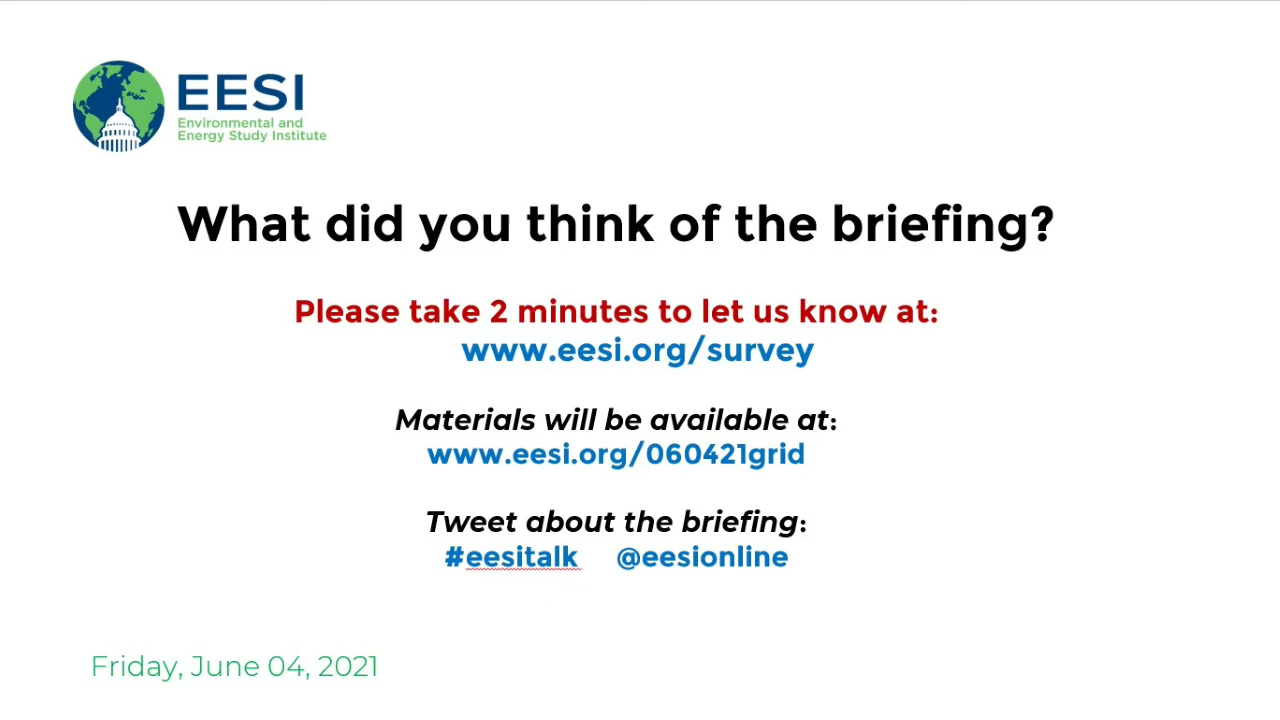 EESI
Environmental and
Energy Study Institute
What did you think of the briefing?
Please take 2 minutes to let us know at:
www.eesi.org/survey
Materials will be available at:
www.eesi.org/060421grid
Tweet about the briefing:
#eesitalk @eesionline
Friday, June 04, 2021